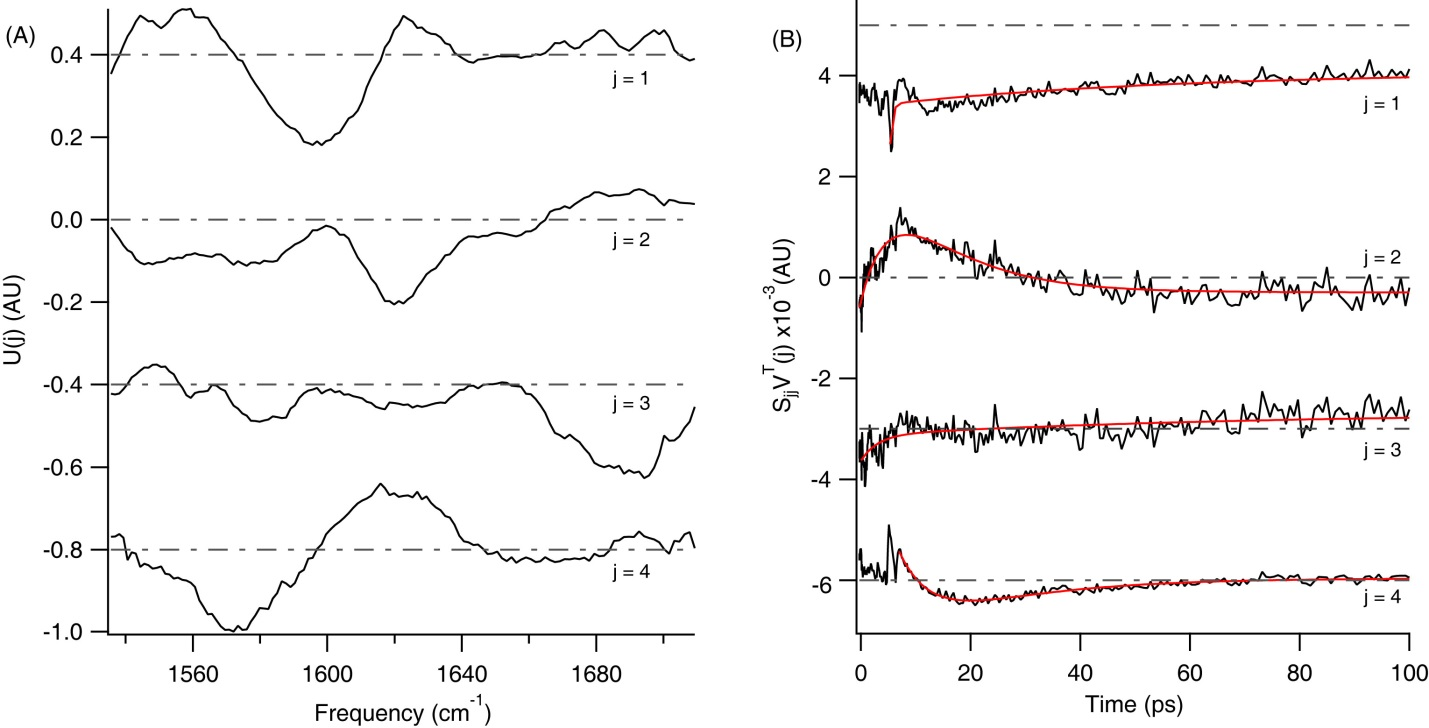 (A)
U(j) (AU)
0.4
0.2
0.0
-0.2
-0.4
-0.6
-0.8
-1.0
j = 1
j = 2
j = 3
j = 4
1560 1600 1640 1680
Frequency (cm-1)
(B)
SjjVT(j) x10-3(AU)
4
2
0
-2
-4
-6
j = 1
j = 2
j = 3
j = 4
0 20 40 60 80 100
Time (ps)